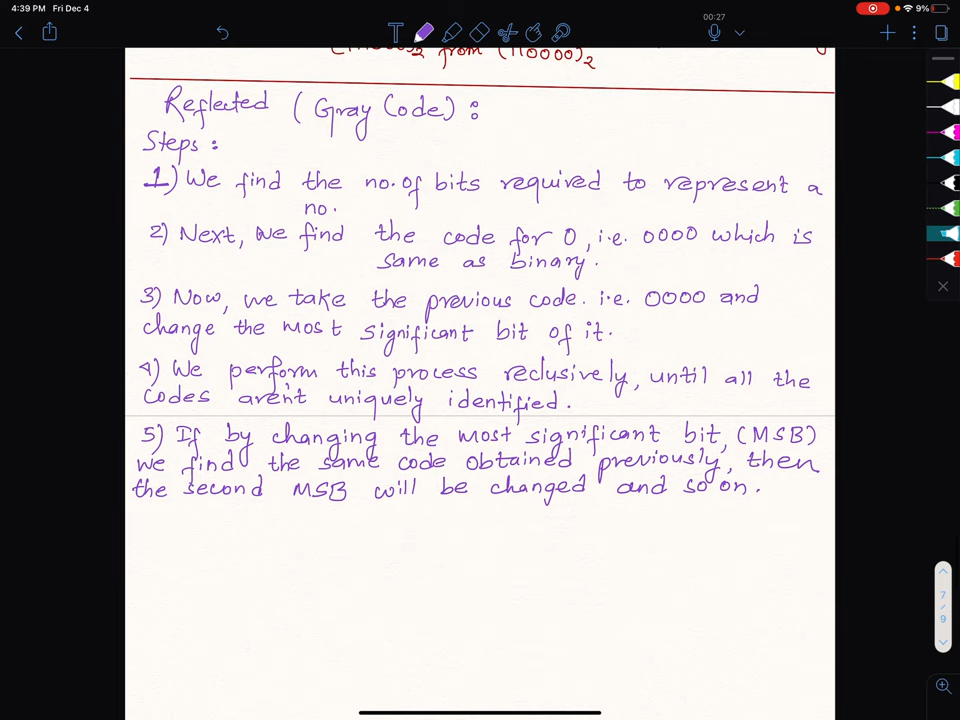 4:39 PM Fri Dec 4
00:27
9%
from (110000)₂
Reflected (Gray Code) :
Steps :
1) We find the no. of bits required to represent a
no.
2) Next, we find the code for 0, i.e. 0000 which is
same as binary.
3) Now, we take the previous code. i.e. 0000 and
change the most significant bit of it.
4) We perform this process reclusively, until all the
codes aren't uniquely identified.
5) If by changing the most significant bit, (MSB)
we find the same code obtained previously, then
the second MSB will be changed and so on.
7
/
9